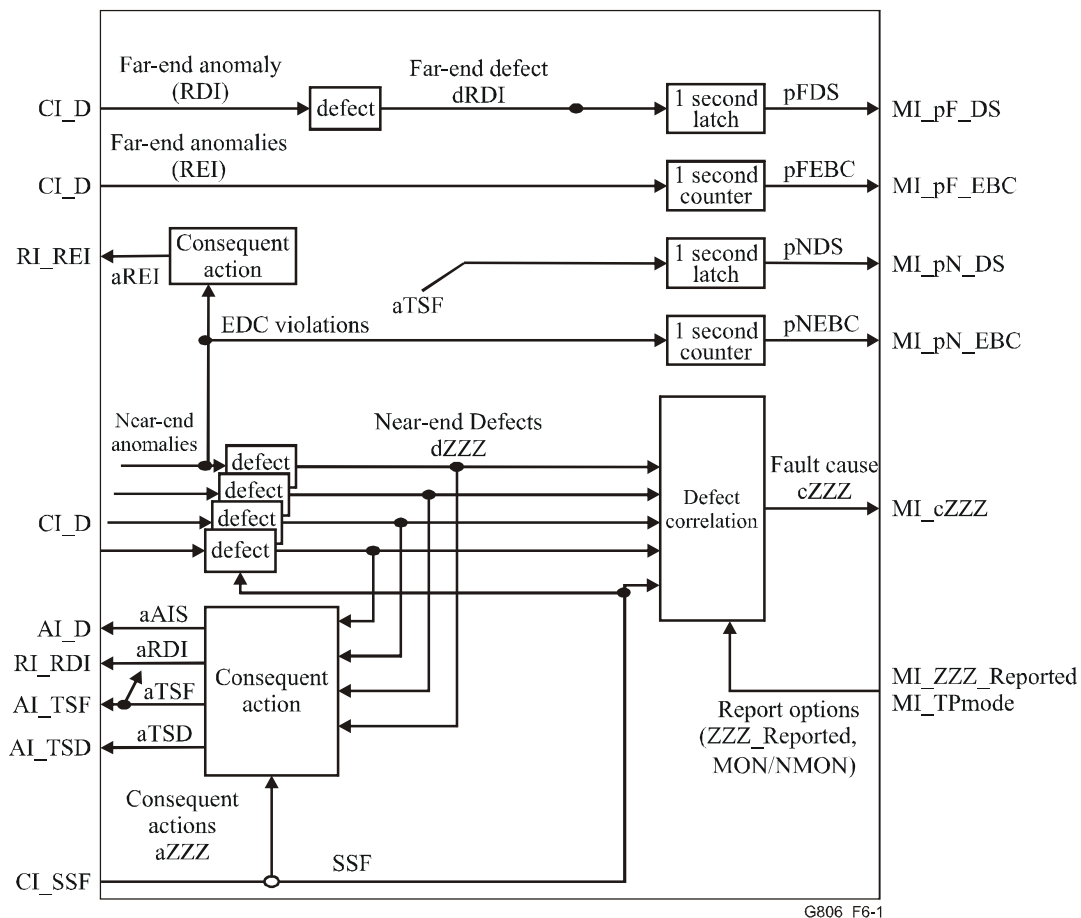 Far-end anomaly
(RDI)
Far-end defect
dRDI
CI_D
defect
1 second
latch
pFDS
MI_pF_DS
Far-end anomalies
(REI)
CI_D
1 second
counter
pFEBC
MI_pF_EBC
RI_REI
aREI
Consequent
action
aTSF
1 second
latch
pNDS
MI_pN_DS
EDC violations
1 second
counter
pNEBC
MI_pN_EBC
Near-end
anomalies
Near-end Defects
dZZZ
defect
defect
defect
defect
CI_D
Defect
correlation
Fault cause
cZZZ
MI_cZZZ
AI_D
aAIS
RI_RDI
aRDI
AI_TSF
aTSF
AI_TSD
aTSD
Consequent
action
MI_ZZZ_Reported
MI_TPmode
Report options
(ZZZ_Reported,
MON/NMON)
Consequent
actions
aZZZ
CI_SSF
SSF
G806_F6-1